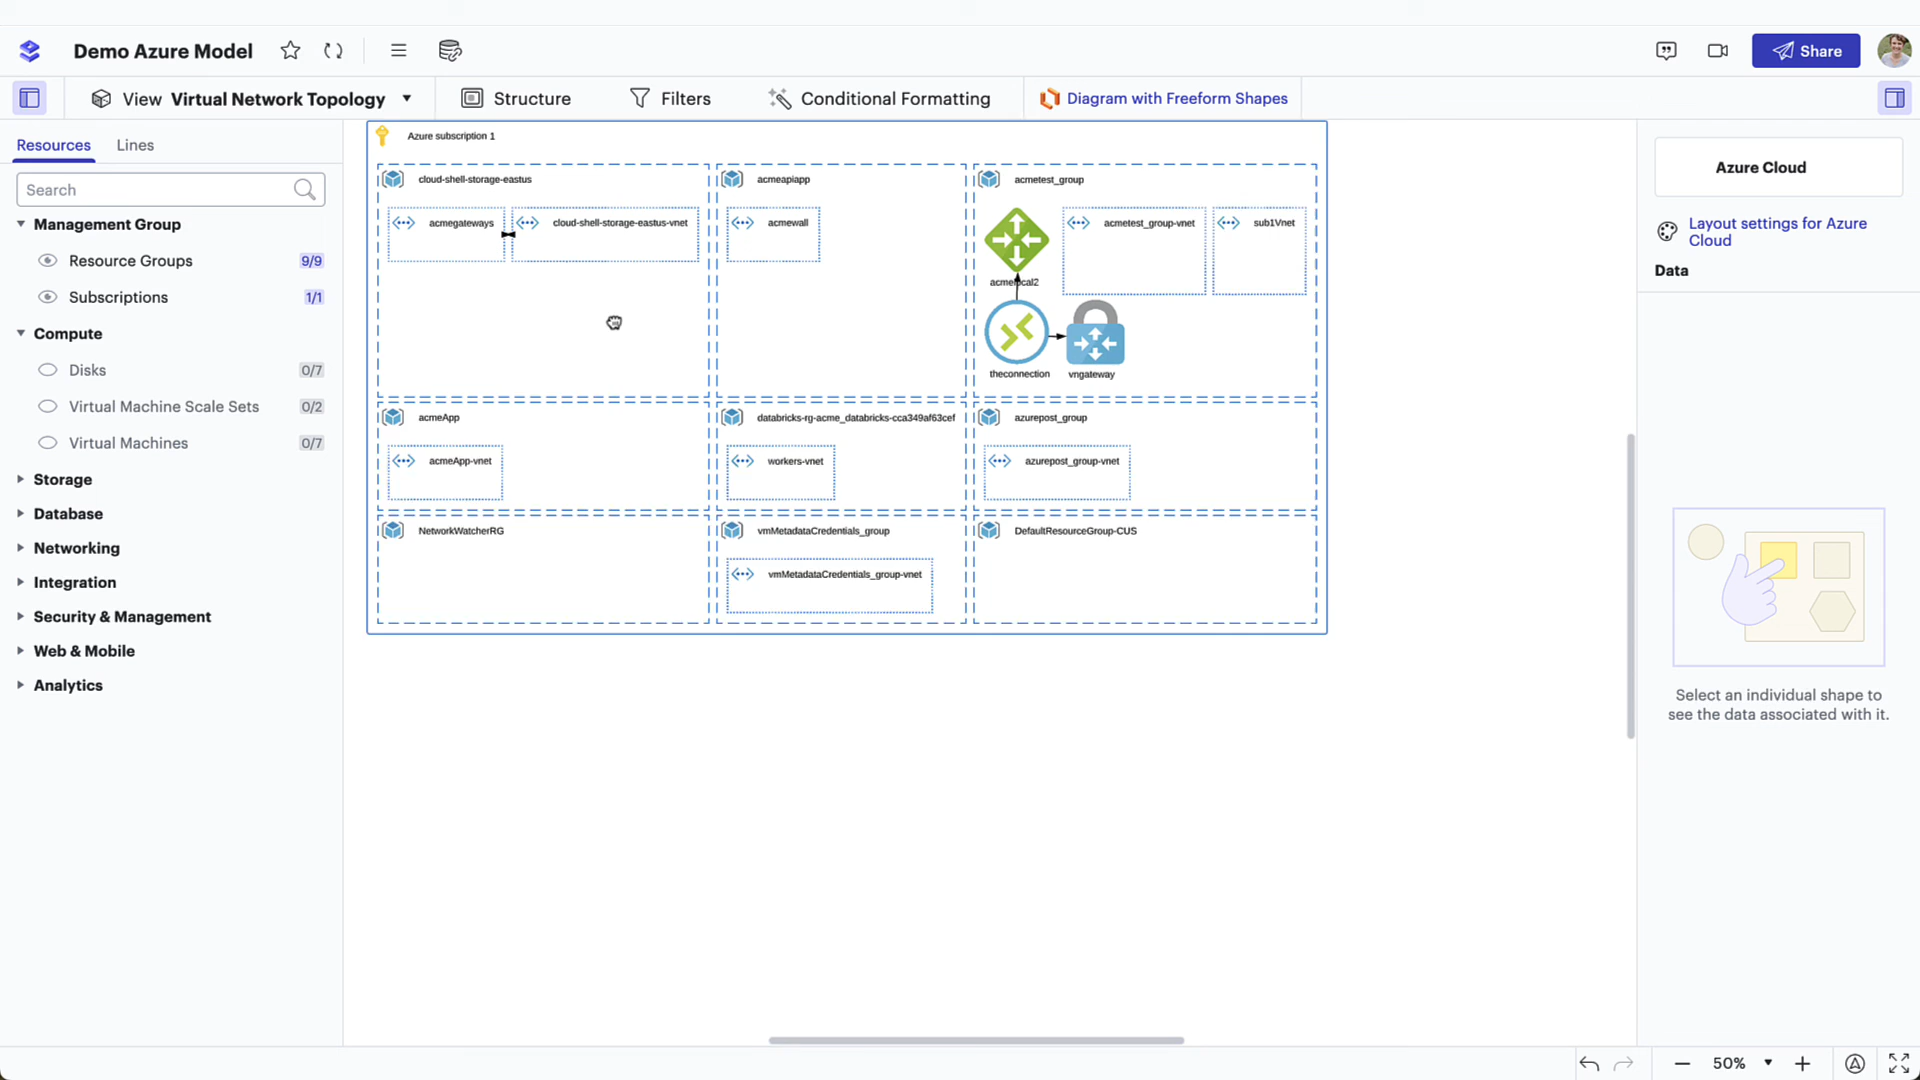 Demo Azure Model
Share
View Virtual Network Topology
Structure
Filters
Conditional Formatting
Diagram with Freeform Shapes
Resources
Lines
Search
Management Group
Resource Groups 9/9
Subscriptions 1/1
Compute
Disks 0/7
Virtual Machine Scale Sets 0/2
Virtual Machines 0/7
Storage
Database
Networking
Integration
Security & Management
Web & Mobile
Analytics
Azure subscription 1
cloud-shell-storage-eastus
acmeapiapp
acmetest_group
acmegateways
cloud-shell-storage-eastus-vnet
acmewall
acmetest_group-vnet
sub1Vnet
theconnection
vngateway
acmeApp
databricks-rg-acme_databricks-cca349af63cef
azurepost_group
acmeApp-vnet
workers-vnet
azurepost_group-vnet
NetworkWatcherRG
vmMetadataCredentials_group
DefaultResourceGroup-CUS
vmMetadataCredentials_group-vnet
Azure Cloud
Layout settings for Azure
Cloud
Data
Select an individual shape to
see the data associated with it.
50%